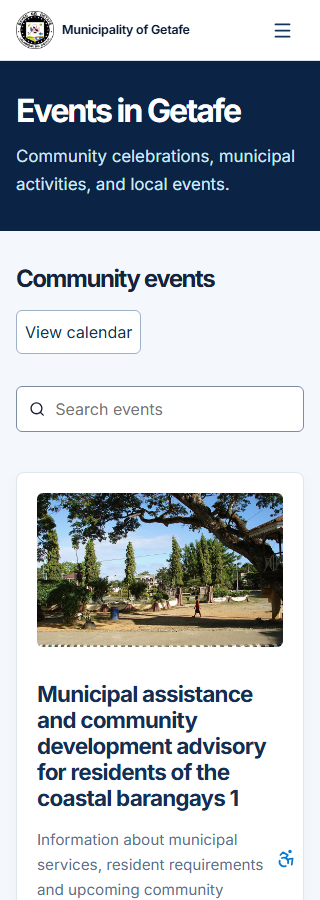 Municipality of Getafe
Events in Getafe
Community celebrations, municipal
activities, and local events.
Community events
View calendar
Search events
Municipal assistance
and community
development advisory
for residents of the
coastal barangays 1
Information about municipal
services, resident requirements
and upcoming community